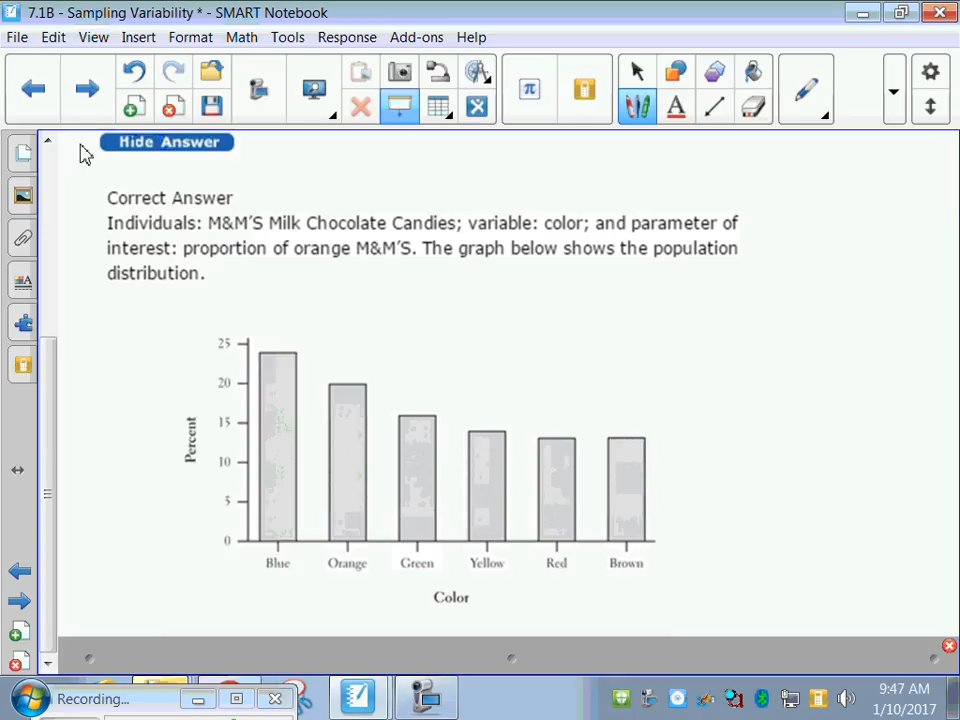 7.1B - Sampling Variability * - SMART Notebook
File Edit View Insert Format Math Tools Response Add-ons Help
Hide Answer
Correct Answer
Individuals: M&M'S Milk Chocolate Candies; variable: color; and parameter of
interest: proportion of orange M&M'S. The graph below shows the population
distribution.
25
20
15
10
5
0
Percent
Blue Orange Green Yellow Red Brown
Color
Recording...
9:47 AM
1/10/2017